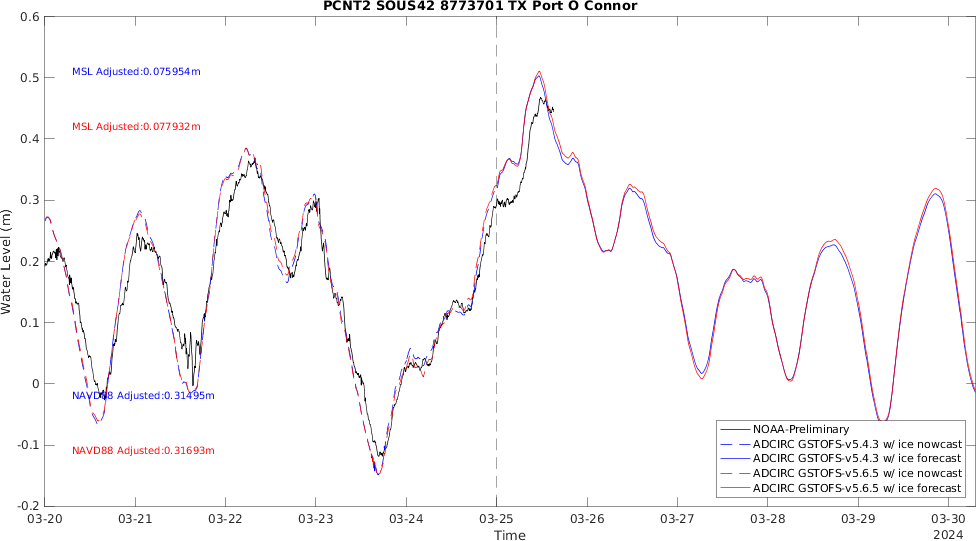 PCNT2 SOUS42 8773701 TX Port O Connor
0.6
0.5
0.4
0.3
0.2
0.1
0
-0.1
-0.2
Water Level (m)
MSL Adjusted:0.075954m
MSL Adjusted:0.077932m
NAVD88 Adjusted:0.31495m
NAVD88 Adjusted:0.31693m
NOAA-Preliminary
ADCIRC GSTOFS-v5.4.3 w/ ice nowcast
ADCIRC GSTOFS-v5.4.3 w/ ice forecast
ADCIRC GSTOFS-v5.6.5 w/ ice nowcast
ADCIRC GSTOFS-v5.6.5 w/ ice forecast
03-20 03-21 03-22 03-23 03-24 03-25 03-26 03-27 03-28 03-29 03-30
Time 2024